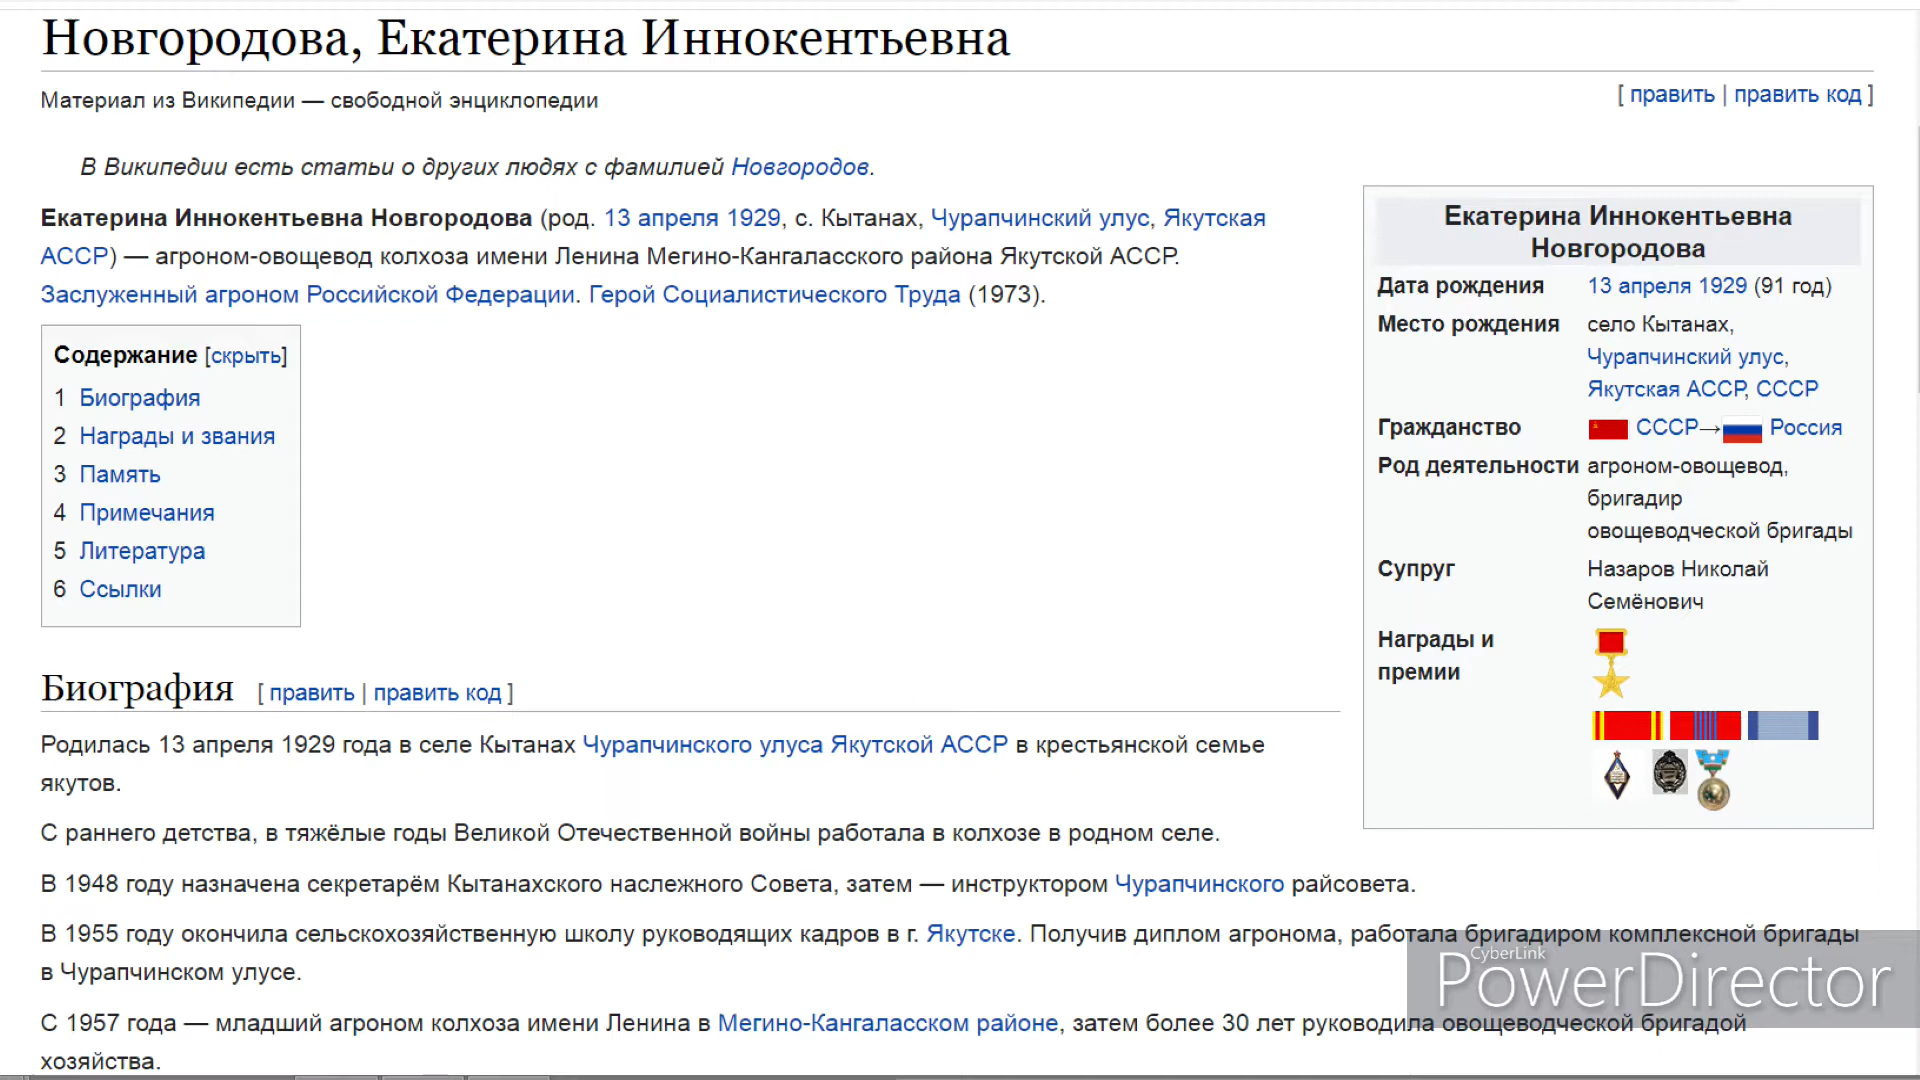 Новгородова, Екатерина Иннокентьевна
Материал из Википедии — свободной энциклопедии
[ править | править код ]
В Википедии есть статьи о других людях с фамилией Новгородов.
Екатерина Иннокентьевна Новгородова (род. 13 апреля 1929, с. Кытанах, Чурапчинский улус, Якутская
АССР) — агроном-овощевод колхоза имени Ленина Мегино-Кангаласского района Якутской АССР.
Заслуженный агроном Российской Федерации. Герой Социалистического Труда (1973).
Содержание [скрыть]
1 Биография
2 Награды и звания
3 Память
4 Примечания
5 Литература
6 Ссылки
Екатерина Иннокентьевна
Новгородова
Дата рождения 13 апреля 1929 (91 год)
Место рождения село Кытанах,
Чурапчинский улус,
Якутская АССР, СССР
Гражданство СССР→ Россия
Род деятельности агроном-овощевод,
бригадир
овощеводческой бригады
Супруг Назаров Николай
Семёнович
Награды и
премии
Биография [ править | править код ]
Родилась 13 апреля 1929 года в селе Кытанах Чурапчинского улуса Якутской АССР в крестьянской семье
якутов.
С раннего детства, в тяжёлые годы Великой Отечественной войны работала в колхозе в родном селе.
В 1948 году назначена секретарём Кытанахского наслежного Совета, затем — инструктором Чурапчинского райсовета.
В 1955 году окончила сельскохозяйственную школу руководящих кадров в г. Якутске. Получив диплом агронома, работала бригадиром комплексной бригады
в Чурапчинском улусе.
С 1957 года — младший агроном колхоза имени Ленина в Мегино-Кангаласском районе, затем более 30 лет руководила овощеводческой бригадой
хозяйства.
CyberLink
PowerDirector